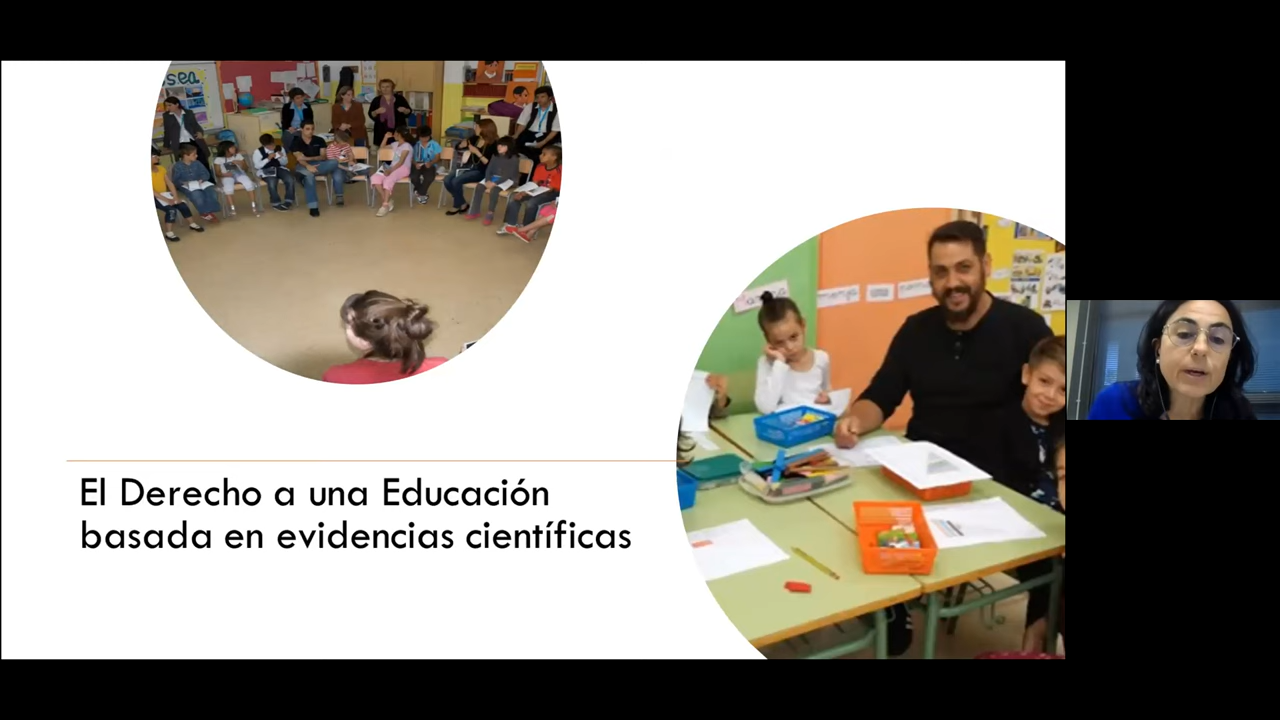 El Derecho a una Educación
basada en evidencias científicas